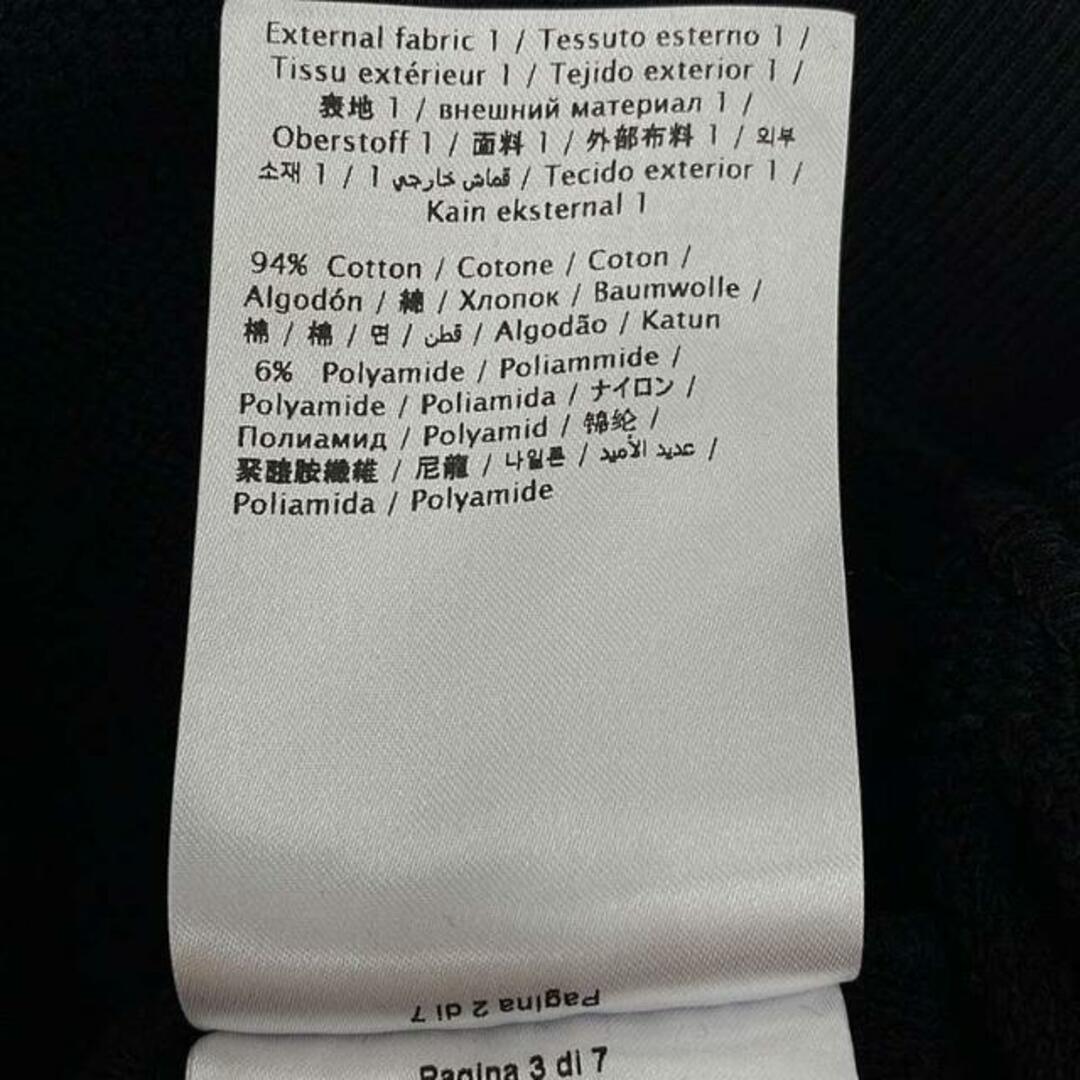 External fabric 1 / Tessuto esterno 1 /
Tissu extérieur 1 / Tejido exterior 1 /
表地 1 / внешний материал 1 /
Oberstoff 1 / 面料 1 / 外部布料 1 / 외부
소재 1 / قماش خارجي 1 / Tecido exterior 1 /
Kain eksternal 1
94% Cotton / Cotone / Coton /
Algodón / 綿 / Хлопок / Baumwolle /
棉 / 棉 / 면 / قطن / Algodão / Katun
6% Polyamide / Poliammide /
Polyamide / Poliamida / ナイロン /
Полиамид / Polyamid / 锦纶 /
聚醯胺纖維 / 尼龍 / 나일론 / عديد الأميد /
Poliamida / Polyamide
Pagina 2 di 7
Pagina 3 di 7